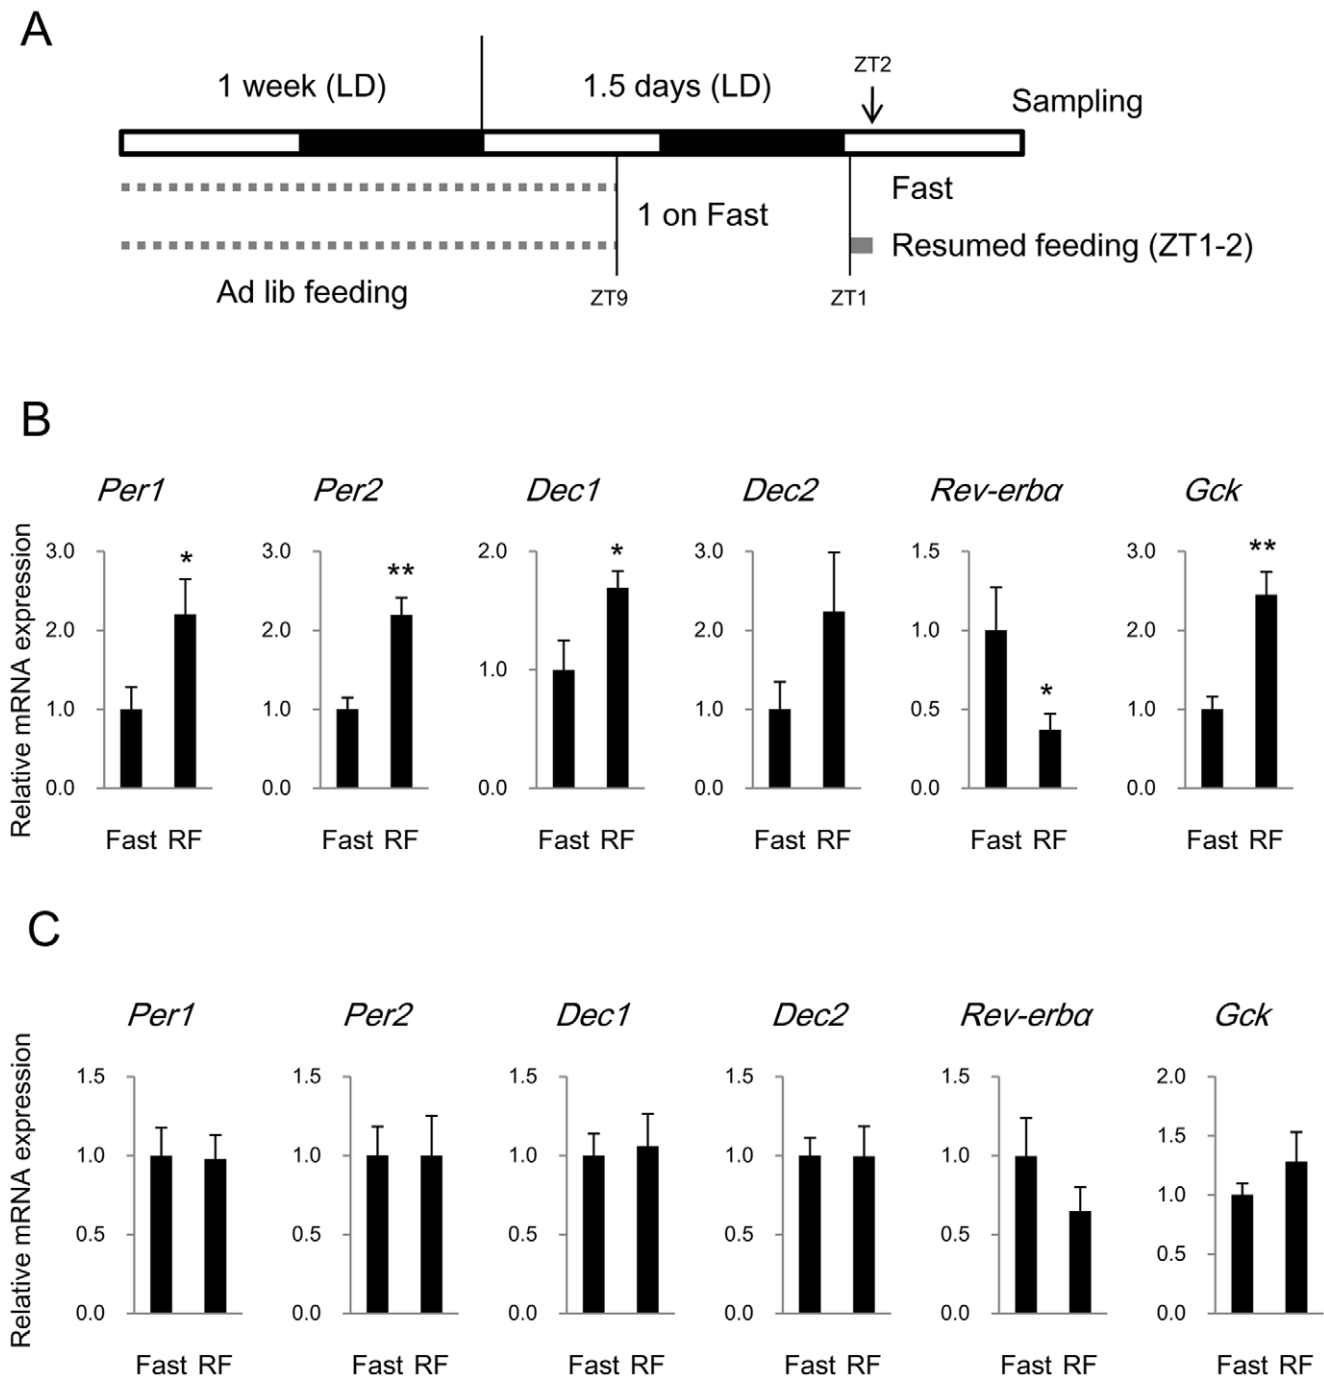 A
1 week (LD)
1.5 days (LD)
ZT2
Sampling
Fast
1 on Fast
Resumed feeding (ZT1-2)
Ad lib feeding
ZT9
ZT1
B
Per1
Per2
Dec1
Dec2
Rev-erbα
Gck
Relative mRNA expression
3.0
2.0
1.0
0.0
*
Fast RF
3.0
2.0
1.0
0.0
**
Fast RF
2.0
1.0
0.0
*
Fast RF
3.0
2.0
1.0
0.0
Fast RF
1.5
1.0
0.5
0.0
*
Fast RF
3.0
2.0
1.0
0.0
**
Fast RF
C
Per1
Per2
Dec1
Dec2
Rev-erbα
Gck
Relative mRNA expression
1.5
1.0
0.5
0.0
Fast RF
1.5
1.0
0.5
0.0
Fast RF
1.5
1.0
0.5
0.0
Fast RF
1.5
1.0
0.5
0.0
Fast RF
1.5
1.0
0.5
0.0
Fast RF
2.0
1.5
1.0
0.5
0.0
Fast RF